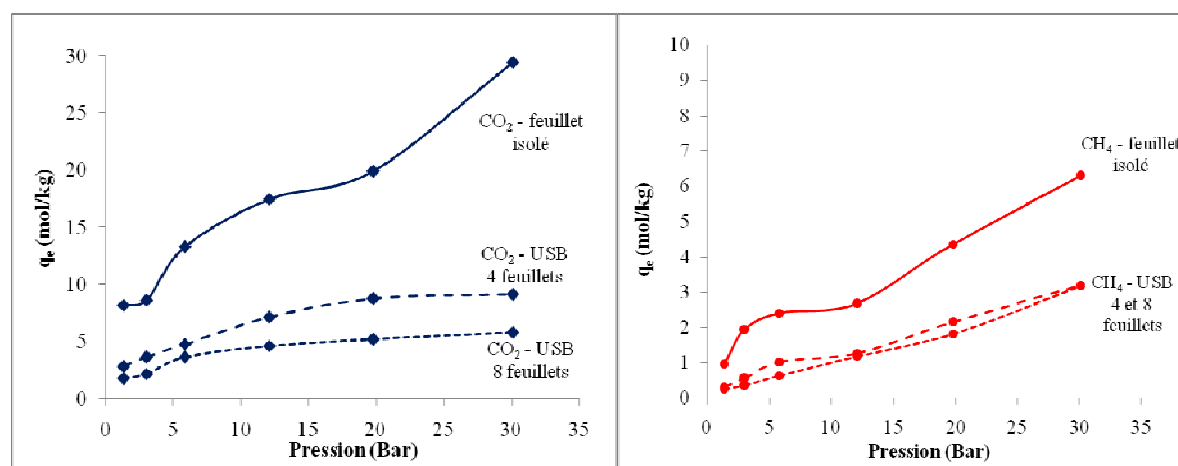 30
25
20
15
10
5
0
qe (mol/kg)
CO2 - feuillet
isolé
CO2 - USB
4 feuillets
CO2 - USB
8 feuillets
0 5 10 15 20 25 30 35
Pression (Bar)
10
9
8
7
6
5
4
3
2
1
0
qe (mol/kg)
CH4 - feuillet
isolé
CH4 - USB
4 et 8
feuillets
0 5 10 15 20 25 30 35
Pression (Bar)